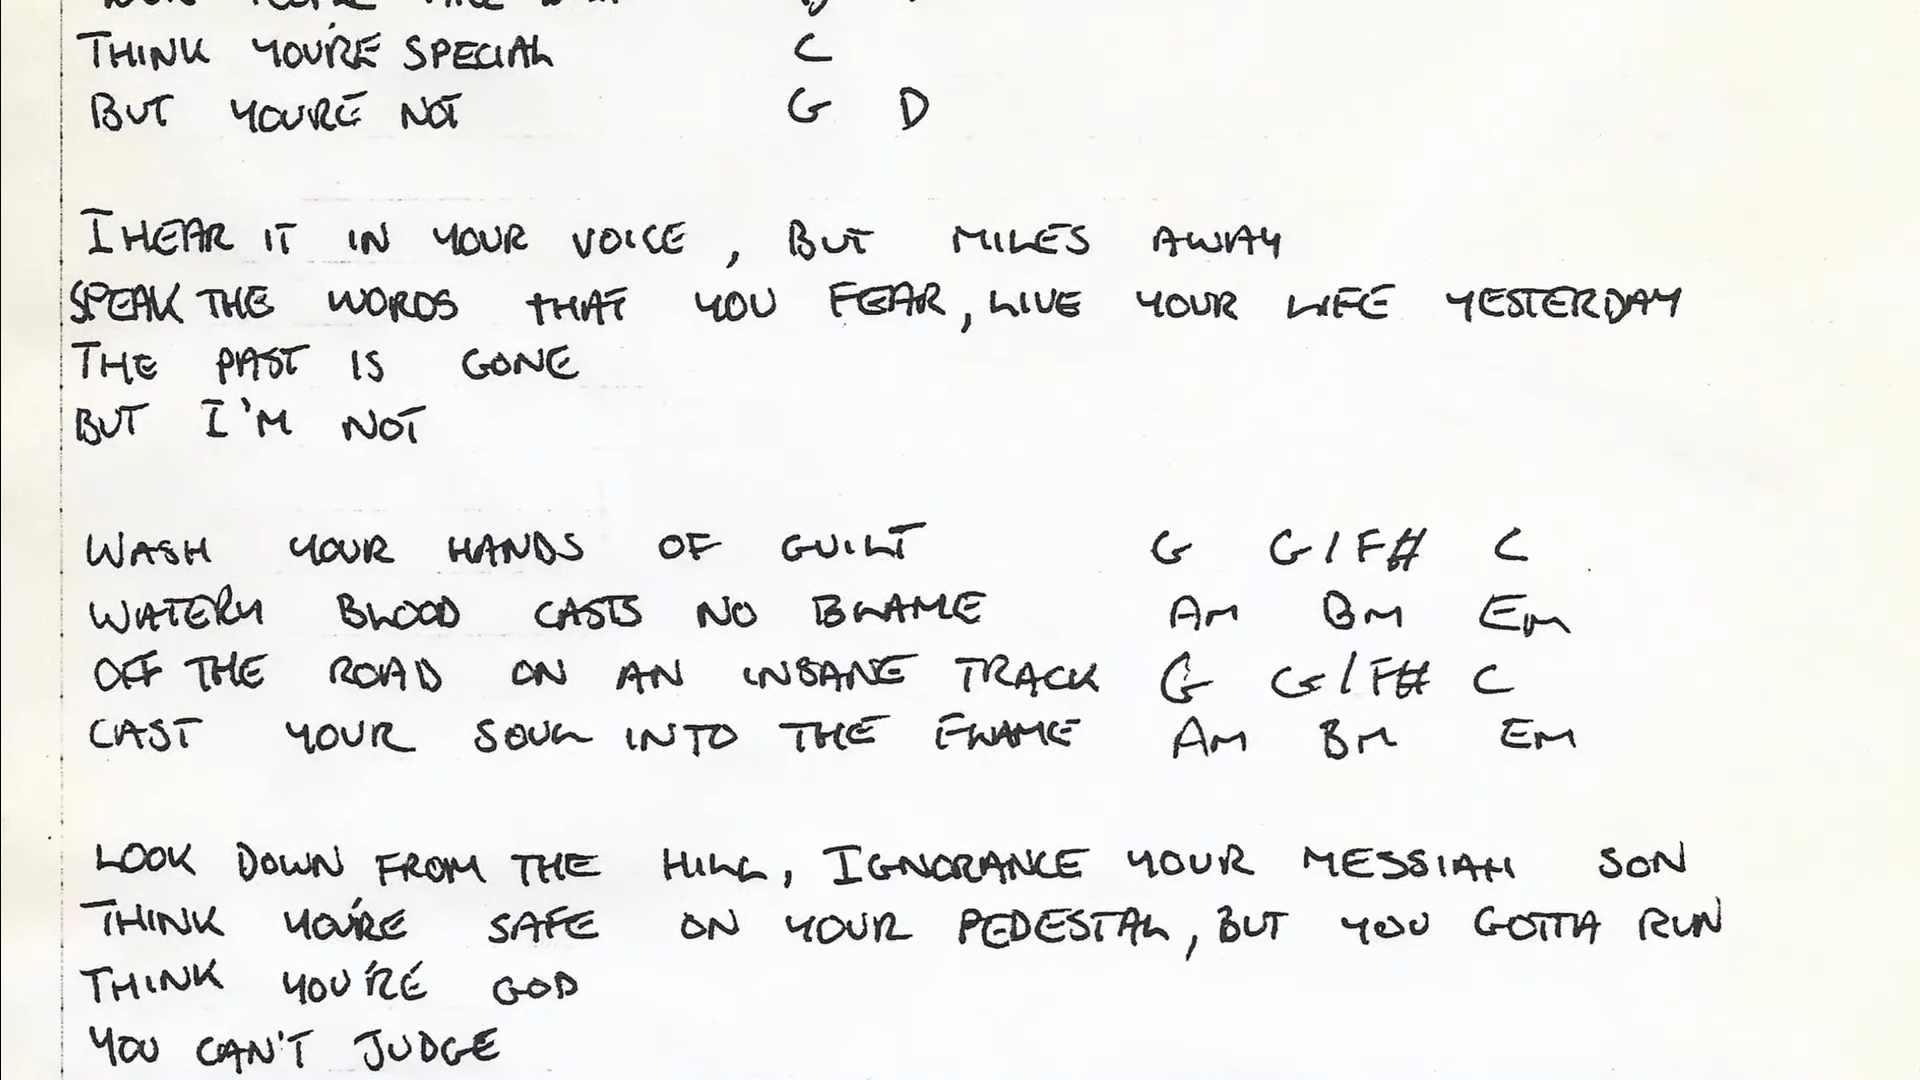 THINK YOU'RE SPECIAL C
BUT YOU'RE NOT G D
I HEAR IT IN YOUR VOICE, BUT MILES AWAY
SPEAK THE WORDS THAT YOU FEAR, LIVE YOUR LIFE YESTERDAY
THE PAST IS GONE
BUT I'M NOT
WASH YOUR HANDS OF GUILT G G/F# C
WATERY BLOOD CASTS NO BLAME Am Bm Em
OFF THE ROAD ON AN INSANE TRACK G G/F# C
CAST YOUR SOUL INTO THE FLAME Am Bm Em
LOOK DOWN FROM THE HILL, IGNORANCE YOUR MESSIAH SON
THINK YOU'RE SAFE ON YOUR PEDESTAL, BUT YOU GOTTA RUN
THINK YOU'RE GOD
YOU CAN'T JUDGE